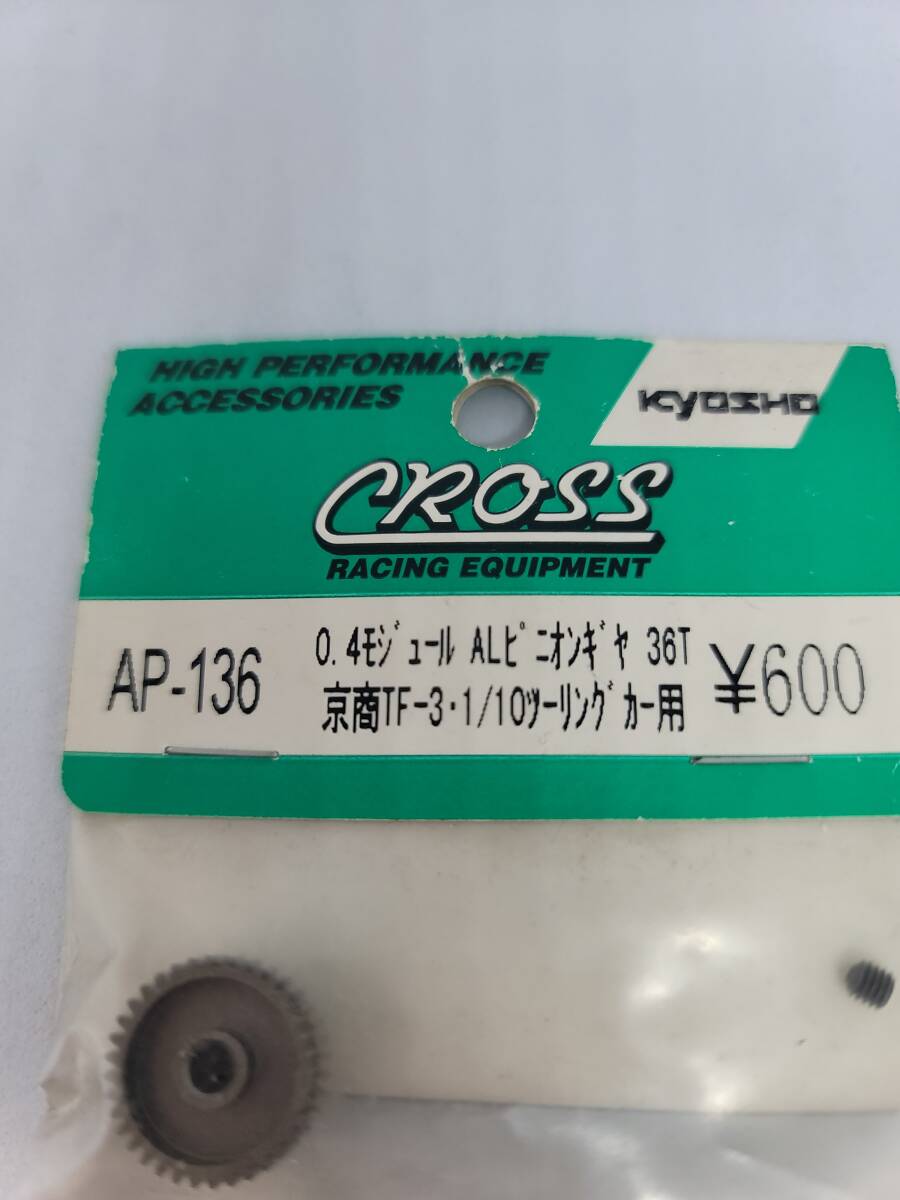 HIGH PERFORMANCE
ACCESSORIES
KYOSHO
CROSS
RACING EQUIPMENT
AP-136
0.4ﾓｼﾞｭｰﾙ ALﾋﾟﾆｵﾝｷﾞﾔ 36T
京商TF-3・1/10ﾂｰﾘﾝｸﾞｶｰ用
¥600